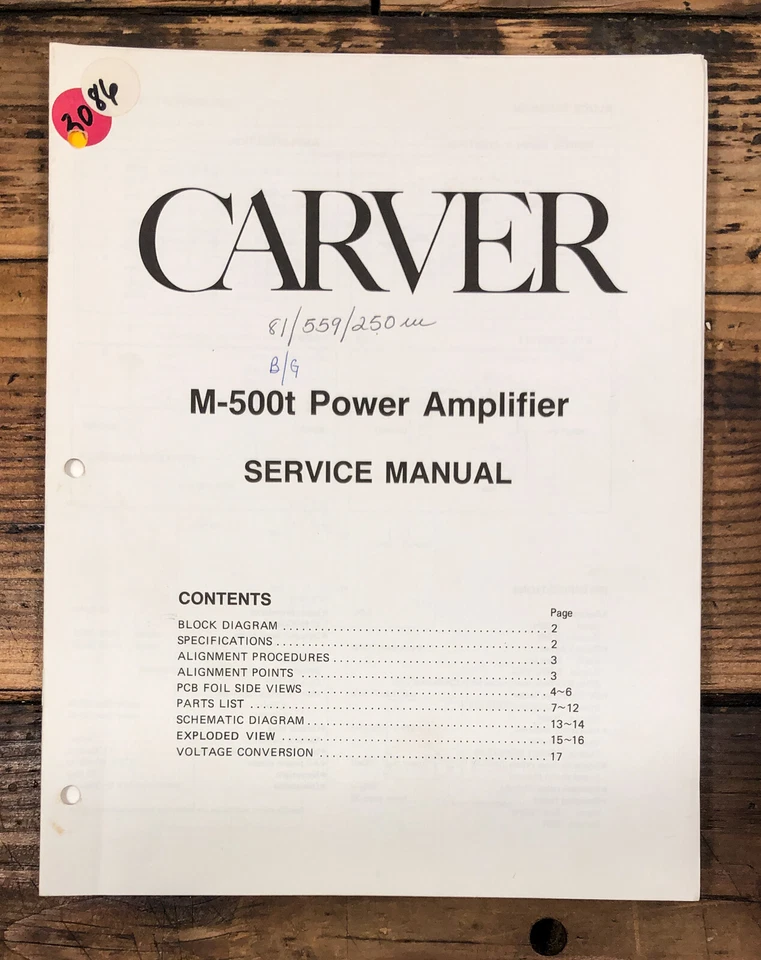 86
30
CARVER
81/559/250 w
B/G
M-500t Power Amplifier
SERVICE MANUAL
CONTENTS
Page
BLOCK DIAGRAM ........................................ 2
SPECIFICATIONS ........................................ 2
ALIGNMENT PROCEDURES ........................................ 3
ALIGNMENT POINTS ........................................ 3
PCB FOIL SIDE VIEWS ........................................ 4~6
PARTS LIST ........................................ 7~12
SCHEMATIC DIAGRAM ........................................ 13~14
EXPLODED VIEW ........................................ 15~16
VOLTAGE CONVERSION ........................................ 17